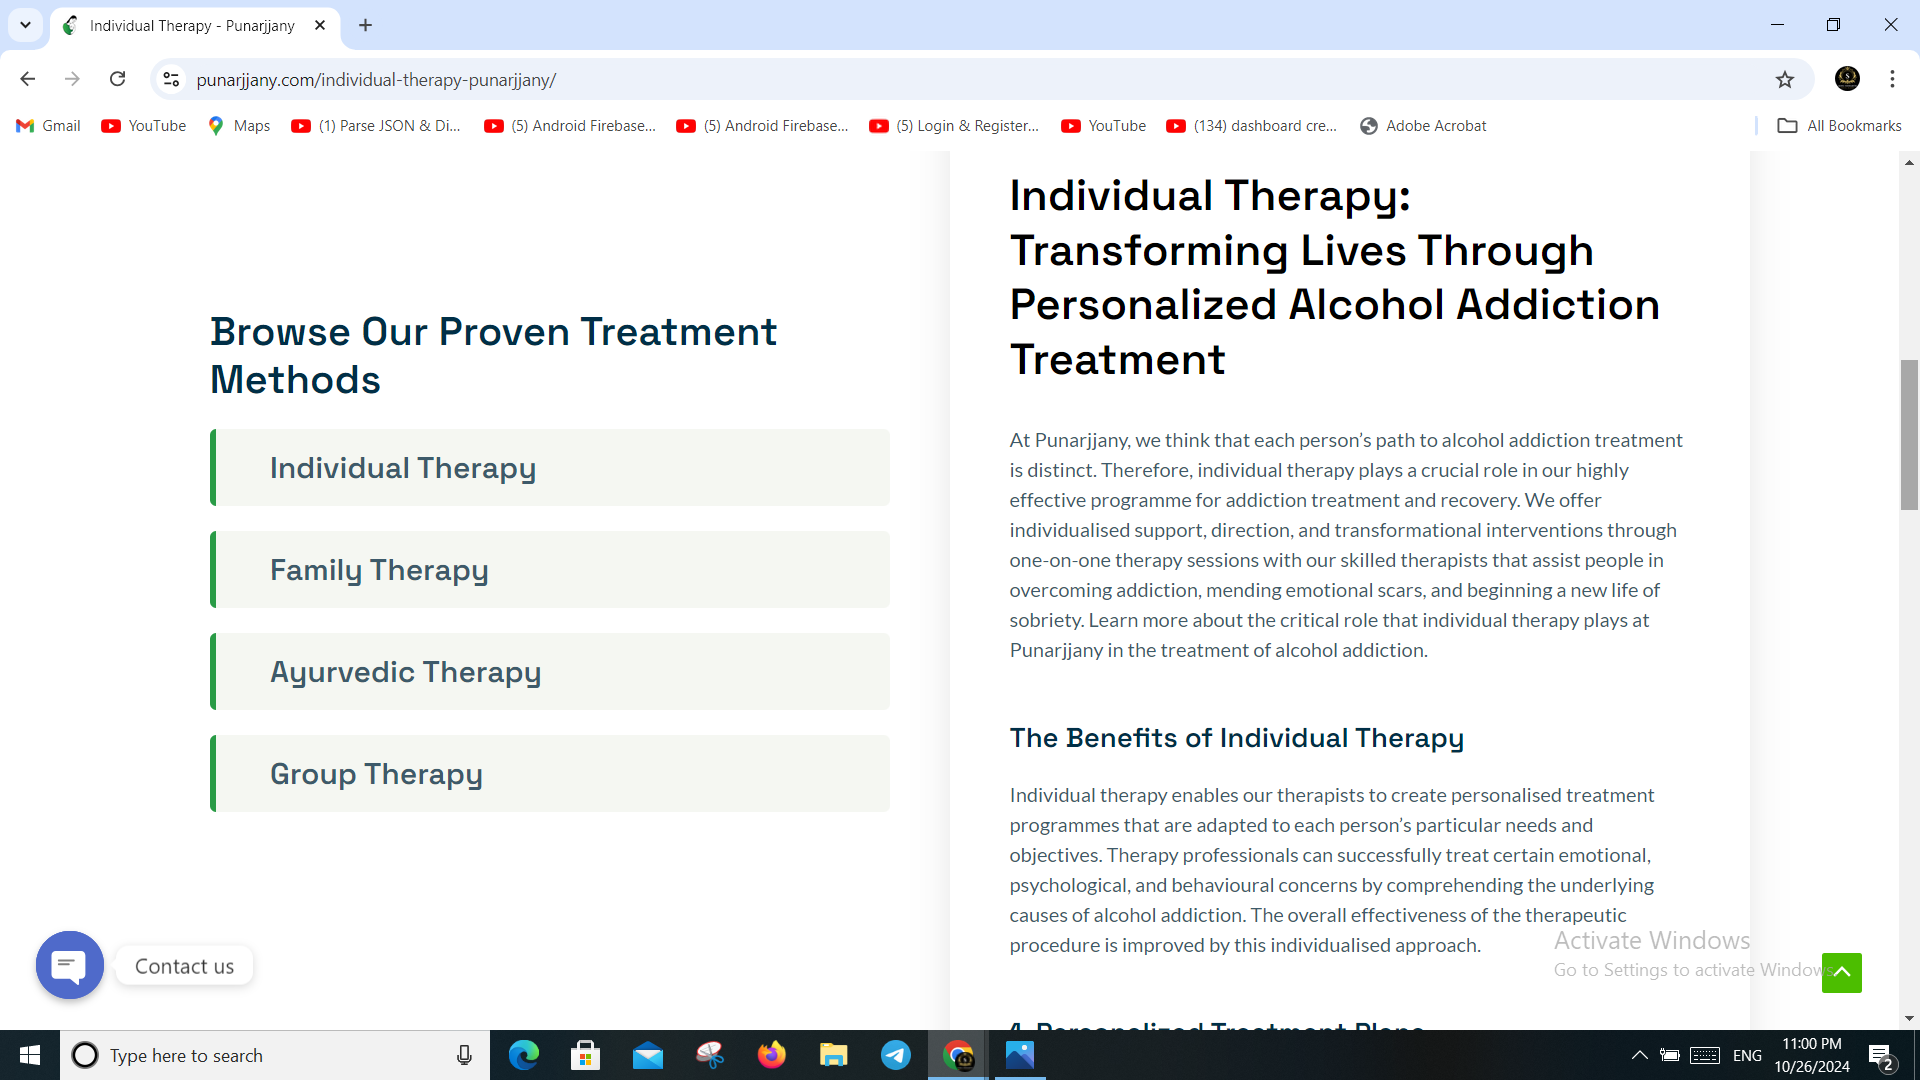 Individual Therapy - Punarjjany
punarjjany.com/individual-therapy-punarjjany/
Gmail
YouTube
Maps
(1) Parse JSON & Di...
(5) Android Firebase...
(5) Android Firebase...
(5) Login & Register...
YouTube
(134) dashboard cre...
Adobe Acrobat
All Bookmarks
Browse Our Proven Treatment
Methods
Individual Therapy
Family Therapy
Ayurvedic Therapy
Group Therapy
Individual Therapy:
Transforming Lives Through
Personalized Alcohol Addiction
Treatment
At Punarjjany, we think that each person’s path to alcohol addiction treatment
is distinct. Therefore, individual therapy plays a crucial role in our highly
effective programme for addiction treatment and recovery. We offer
individualised support, direction, and transformational interventions through
one-on-one therapy sessions with our skilled therapists that assist people in
overcoming addiction, mending emotional scars, and beginning a new life of
sobriety. Learn more about the critical role that individual therapy plays at
Punarjjany in the treatment of alcohol addiction.
The Benefits of Individual Therapy
Individual therapy enables our therapists to create personalised treatment
programmes that are adapted to each person’s particular needs and
objectives. Therapy professionals can successfully treat certain emotional,
psychological, and behavioural concerns by comprehending the underlying
causes of alcohol addiction. The overall effectiveness of the therapeutic
procedure is improved by this individualised approach.
Personalized Treatment Plans
Contact us
Activate Windows
Go to Settings to activate Windows
Type here to search
ENG
11:00 PM
10/26/2024
2